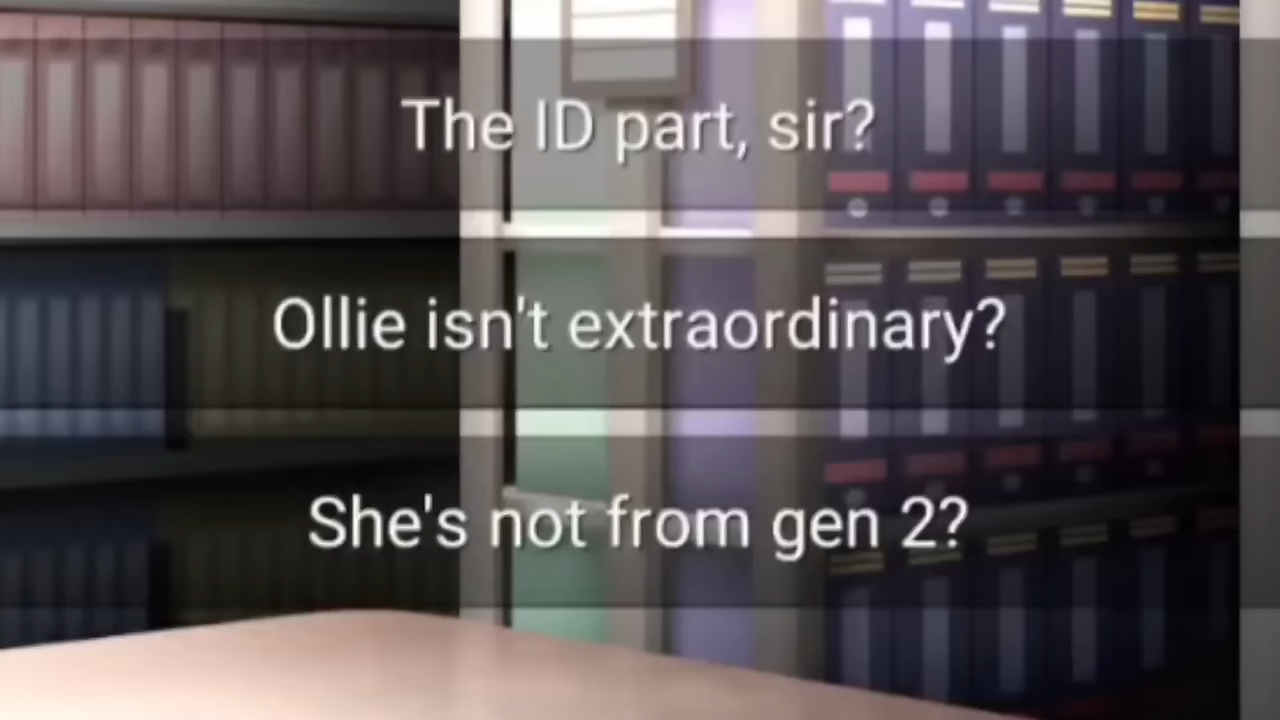 The ID part, sir?
Ollie isn't extraordinary?
She's not from gen 2?